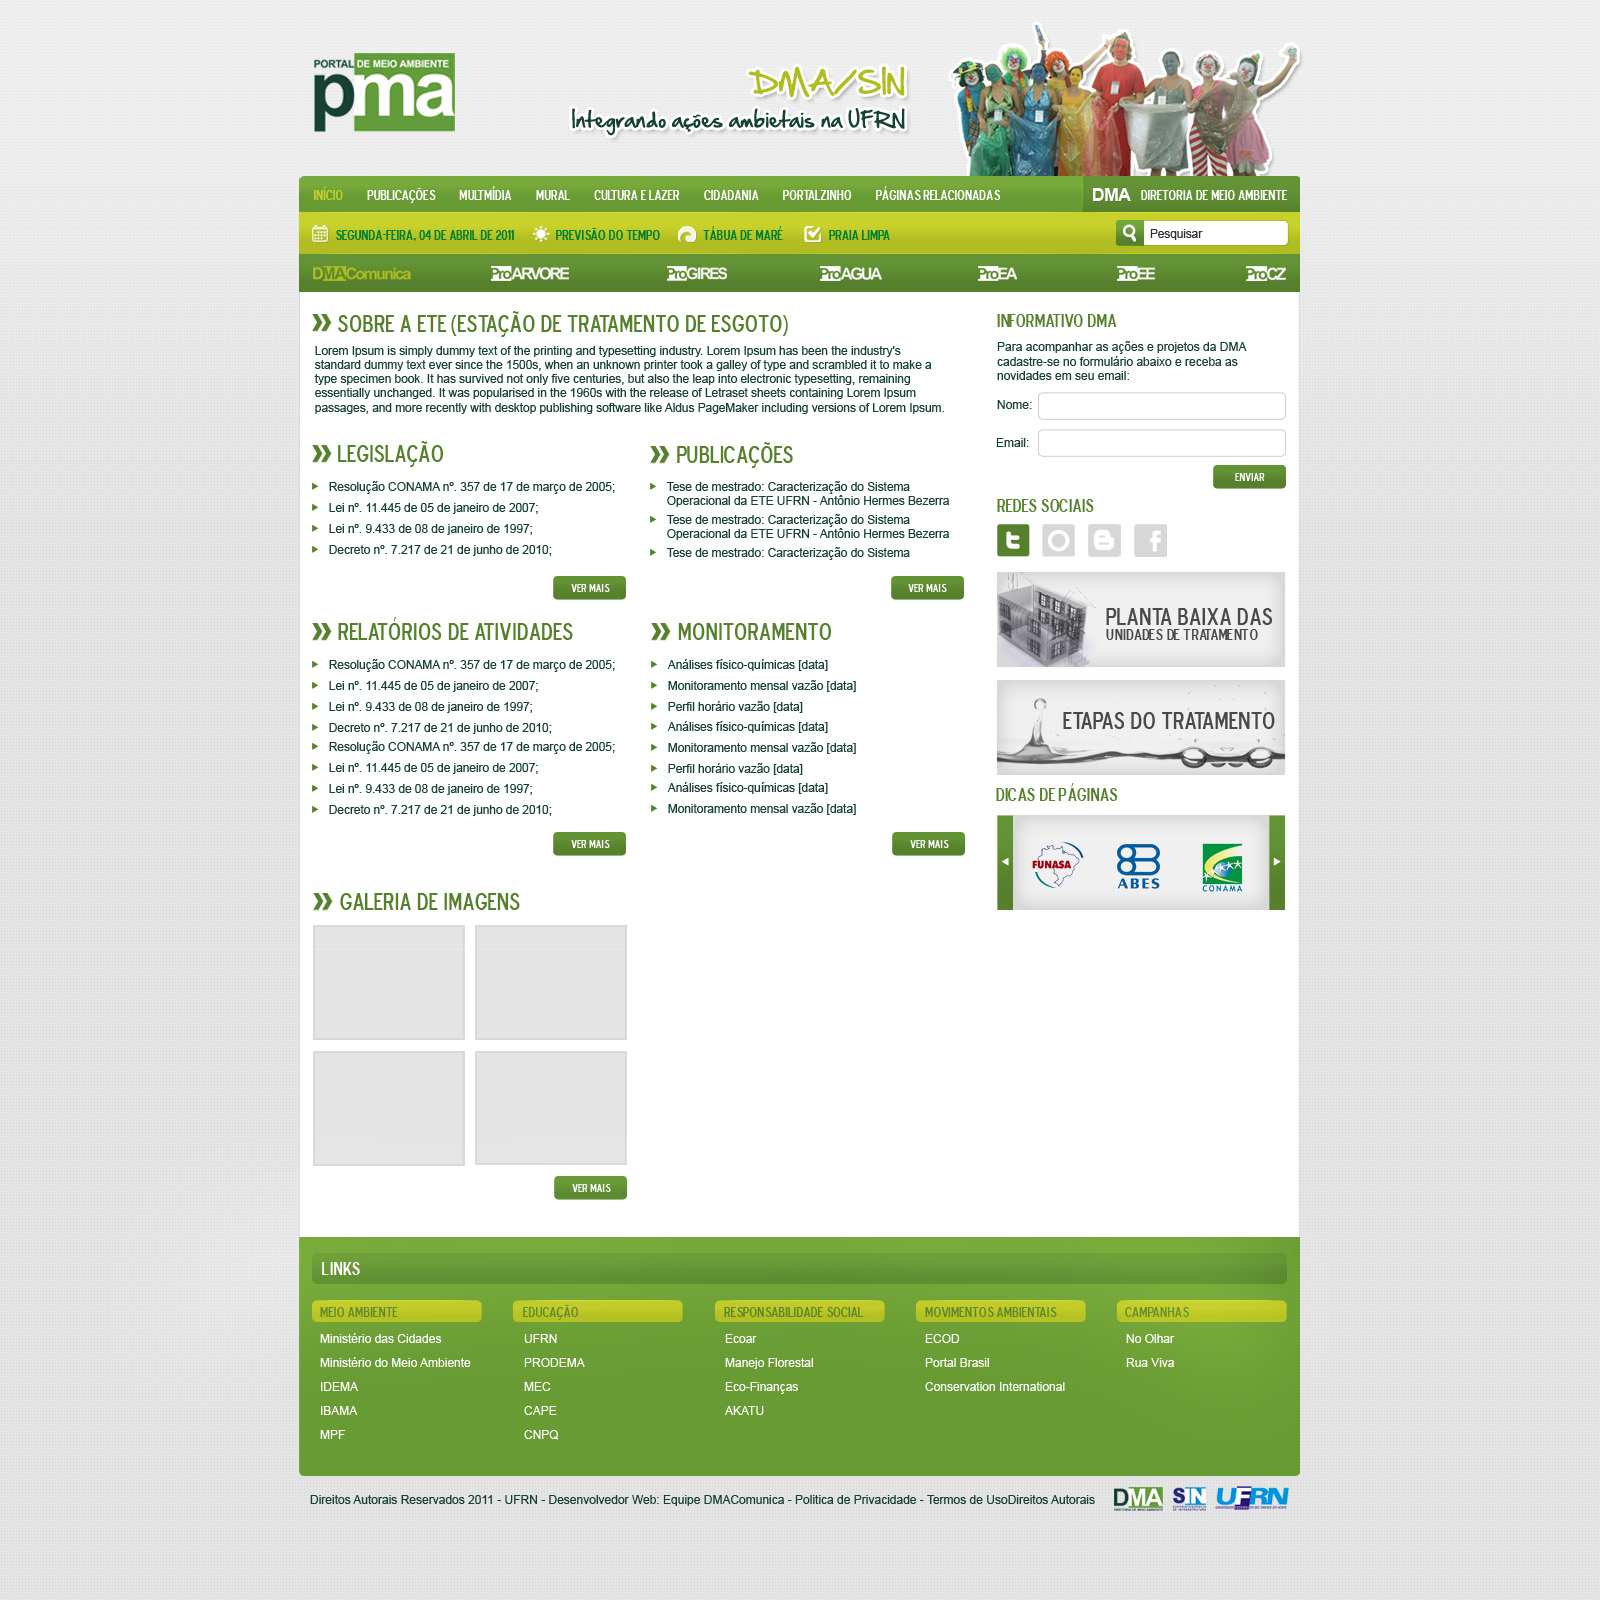 PORTAL DE MEIO AMBIENTE
pma
DMA/SIN
Integrando ações ambietais na UFRN
INÍCIO PUBLICAÇÕES MULTMÍDIA MURAL CULTURA E LAZER CIDADANIA PORTALZINHO PÁGINAS RELACIONADAS DMA DIRETORIA DE MEIO AMBIENTE
SEGUNDA-FEIRA, 04 DE ABRIL DE 2011 PREVISÃO DO TEMPO TÁBUA DE MARÉ PRAIA LIMPA Pesquisar
DMAComunica ProARVORE ProGIRES ProAGUA ProEA ProEE ProCZ
SOBRE A ETE (ESTAÇÃO DE TRATAMENTO DE ESGOTO)
Lorem Ipsum is simply dummy text of the printing and typesetting industry. Lorem Ipsum has been the industry's
standard dummy text ever since the 1500s, when an unknown printer took a galley of type and scrambled it to make a
type specimen book. It has survived not only five centuries, but also the leap into electronic typesetting, remaining
essentially unchanged. It was popularised in the 1960s with the release of Letraset sheets containing Lorem Ipsum
passages, and more recently with desktop publishing software like Aldus PageMaker including versions of Lorem Ipsum.
LEGISLAÇÃO
Resolução CONAMA nº. 357 de 17 de março de 2005;
Lei nº. 11.445 de 05 de janeiro de 2007;
Lei nº. 9.433 de 08 de janeiro de 1997;
Decreto nº. 7.217 de 21 de junho de 2010;
VER MAIS
PUBLICAÇÕES
Tese de mestrado: Caracterização do Sistema
Operacional da ETE UFRN - Antônio Hermes Bezerra
Tese de mestrado: Caracterização do Sistema
Operacional da ETE UFRN - Antônio Hermes Bezerra
Tese de mestrado: Caracterização do Sistema
VER MAIS
RELATÓRIOS DE ATIVIDADES
Resolução CONAMA nº. 357 de 17 de março de 2005;
Lei nº. 11.445 de 05 de janeiro de 2007;
Lei nº. 9.433 de 08 de janeiro de 1997;
Decreto nº. 7.217 de 21 de junho de 2010;
Resolução CONAMA nº. 357 de 17 de março de 2005;
Lei nº. 11.445 de 05 de janeiro de 2007;
Lei nº. 9.433 de 08 de janeiro de 1997;
Decreto nº. 7.217 de 21 de junho de 2010;
VER MAIS
MONITORAMENTO
Análises físico-químicas [data]
Monitoramento mensal vazão [data]
Perfil horário vazão [data]
Análises físico-químicas [data]
Monitoramento mensal vazão [data]
Perfil horário vazão [data]
Análises físico-químicas [data]
Monitoramento mensal vazão [data]
VER MAIS
GALERIA DE IMAGENS
VER MAIS
INFORMATIVO DMA
Para acompanhar as ações e projetos da DMA
cadastre-se no formulário abaixo e receba as
novidades em seu email:
Nome:
Email:
ENVIAR
REDES SOCIAIS
PLANTA BAIXA DAS
UNIDADES DE TRATAMENTO
ETAPAS DO TRATAMENTO
DICAS DE PÁGINAS
FUNASA ABES CONAMA
LINKS
MEIO AMBIENTE
Ministério das Cidades
Ministério do Meio Ambiente
IDEMA
IBAMA
MPF
EDUCAÇÃO
UFRN
PRODEMA
MEC
CAPE
CNPQ
RESPONSABILIDADE SOCIAL
Ecoar
Manejo Florestal
Eco-Finanças
AKATU
MOVIMENTOS AMBIENTAIS
ECOD
Portal Brasil
Conservation International
CAMPANHAS
No Olhar
Rua Viva
Direitos Autorais Reservados 2011 - UFRN - Desenvolvedor Web: Equipe DMAComunica - Politica de Privacidade - Termos de UsoDireitos Autorais DMA SIN UFRN